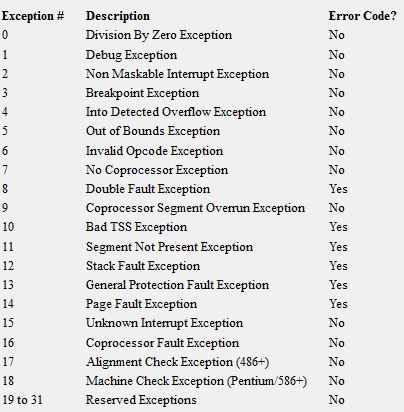 Exception # Description Error Code?
0 Division By Zero Exception No
1 Debug Exception No
2 Non Maskable Interrupt Exception No
3 Breakpoint Exception No
4 Into Detected Overflow Exception No
5 Out of Bounds Exception No
6 Invalid Opcode Exception No
7 No Coprocessor Exception No
8 Double Fault Exception Yes
9 Coprocessor Segment Overrun Exception No
10 Bad TSS Exception Yes
11 Segment Not Present Exception Yes
12 Stack Fault Exception Yes
13 General Protection Fault Exception Yes
14 Page Fault Exception Yes
15 Unknown Interrupt Exception No
16 Coprocessor Fault Exception No
17 Alignment Check Exception (486+) No
18 Machine Check Exception (Pentium/586+) No
19 to 31 Reserved Exceptions No